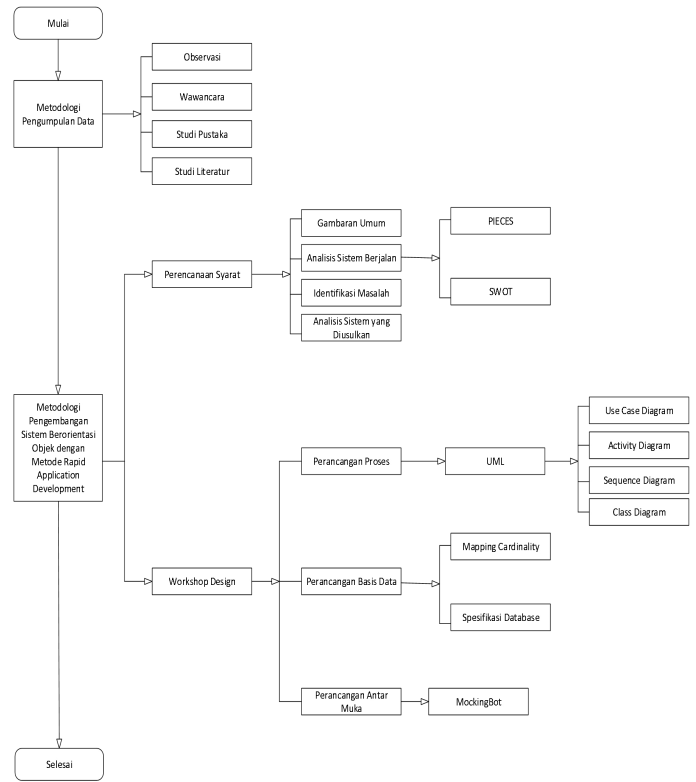 Mulai
Metodologi
Pengumpulan Data
Observasi
Wawancara
Studi Pustaka
Studi Literatur
Perencanaan Syarat
Gambaran Umum
Analisis Sistem Berjalan
Identifikasi Masalah
Analisis Sistem yang
Diusulkan
PIECES
SWOT
Metodologi
Pengembangan
Sistem Berorientasi
Objek dengan
Metode Rapid
Application
Development
Perancangan Proses
UML
Use Case Diagram
Activity Diagram
Sequence Diagram
Class Diagram
Workshop Design
Perancangan Basis Data
Mapping Cardinality
Spesifikasi Database
Perancangan Antar
Muka
MockingBot
Selesai